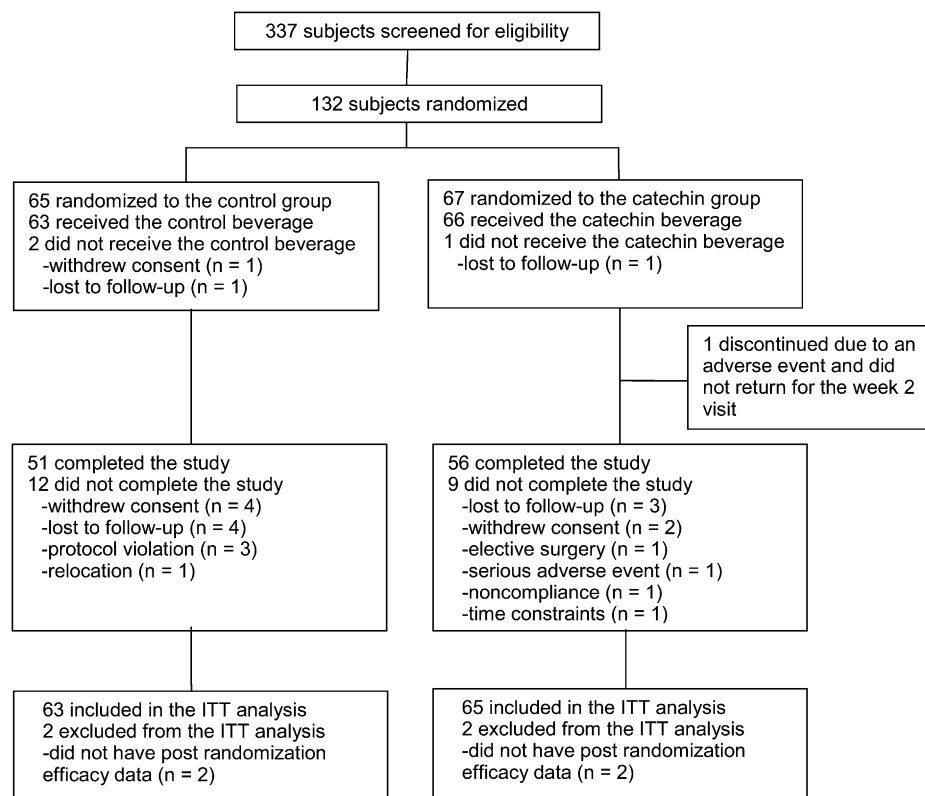 337 subjects screened for eligibility
132 subjects randomized
65 randomized to the control group
63 received the control beverage
2 did not receive the control beverage
-withdrew consent (n = 1)
-lost to follow-up (n = 1)
67 randomized to the catechin group
66 received the catechin beverage
1 did not receive the catechin beverage
-lost to follow-up (n = 1)
1 discontinued due to an
adverse event and did
not return for the week 2
visit
51 completed the study
12 did not complete the study
-withdrew consent (n = 4)
-lost to follow-up (n = 4)
-protocol violation (n = 3)
-relocation (n = 1)
56 completed the study
9 did not complete the study
-lost to follow-up (n = 3)
-withdrew consent (n = 2)
-elective surgery (n = 1)
-serious adverse event (n = 1)
-noncompliance (n = 1)
-time constraints (n = 1)
63 included in the ITT analysis
2 excluded from the ITT analysis
-did not have post randomization
efficacy data (n = 2)
65 included in the ITT analysis
2 excluded from the ITT analysis
-did not have post randomization
efficacy data (n = 2)